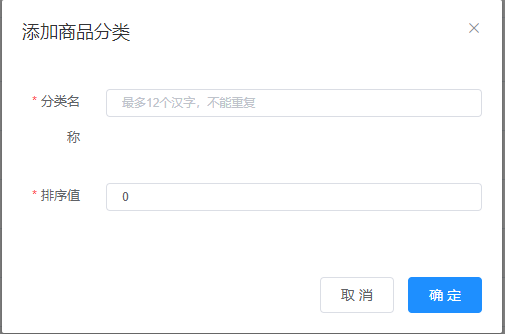 添加商品分类
* 分类名称
最多12个汉字，不能重复
* 排序值
0
取 消
确 定